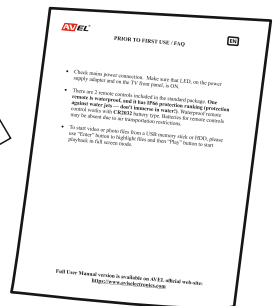 AVEL®
PRIOR TO FIRST USE / FAQ
EN
• Check mains power connection. Make sure that LED, on the power
supply adapter and on the TV front panel, is ON.
• There are 2 remote controls included in the standard package. One
remote is waterproof, and it has IP66 protection ranking (protection
against water jets — don't immerse in water!). Waterproof remote
control works with CR2032 battery type. Batteries for remote controls
may be absent due to air transportation restrictions.
• To start video or photo files from a USB memory stick or HDD, please
use "Enter" button to highlight files and then "Play" button to start
playback in full screen mode.
Full User Manual version is available on AVEL official web-site:
https://www.aviselectronics.com